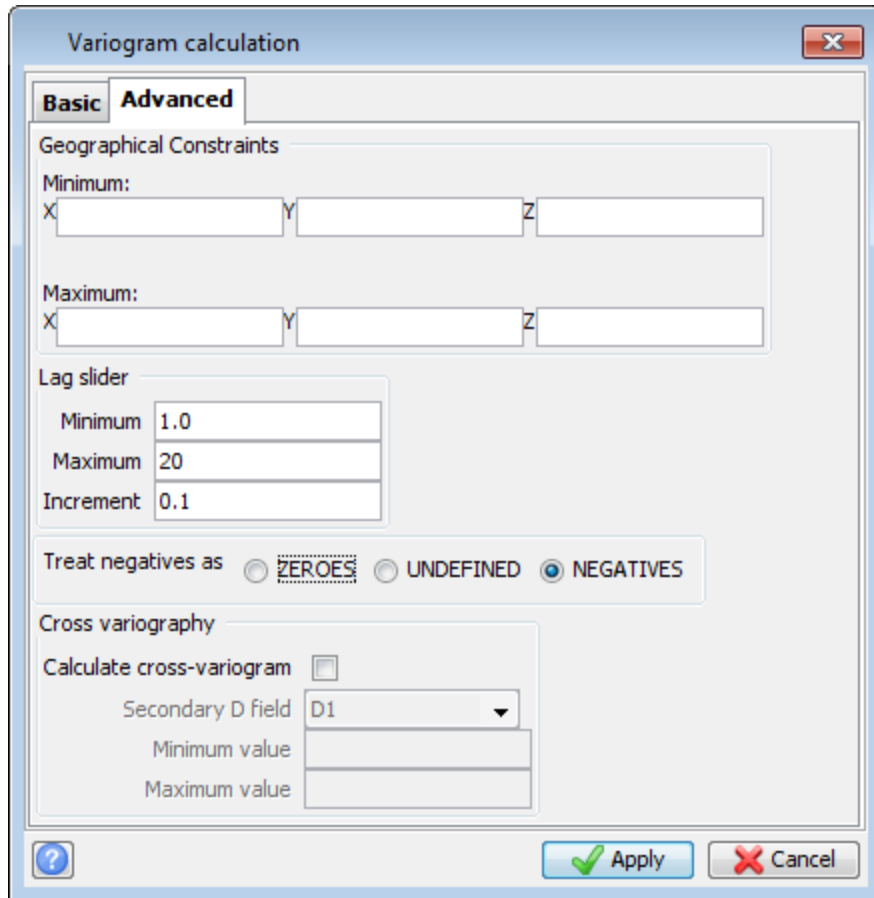 Variogram calculation
Basic Advanced
Geographical Constraints
Minimum:
X Y Z
Maximum:
X Y Z
Lag slider
Minimum 1.0
Maximum 20
Increment 0.1
Treat negatives as ZEROES UNDEFINED NEGATIVES
Cross variography
Calculate cross-variogram
Secondary D field D1
Minimum value
Maximum value
? Apply Cancel